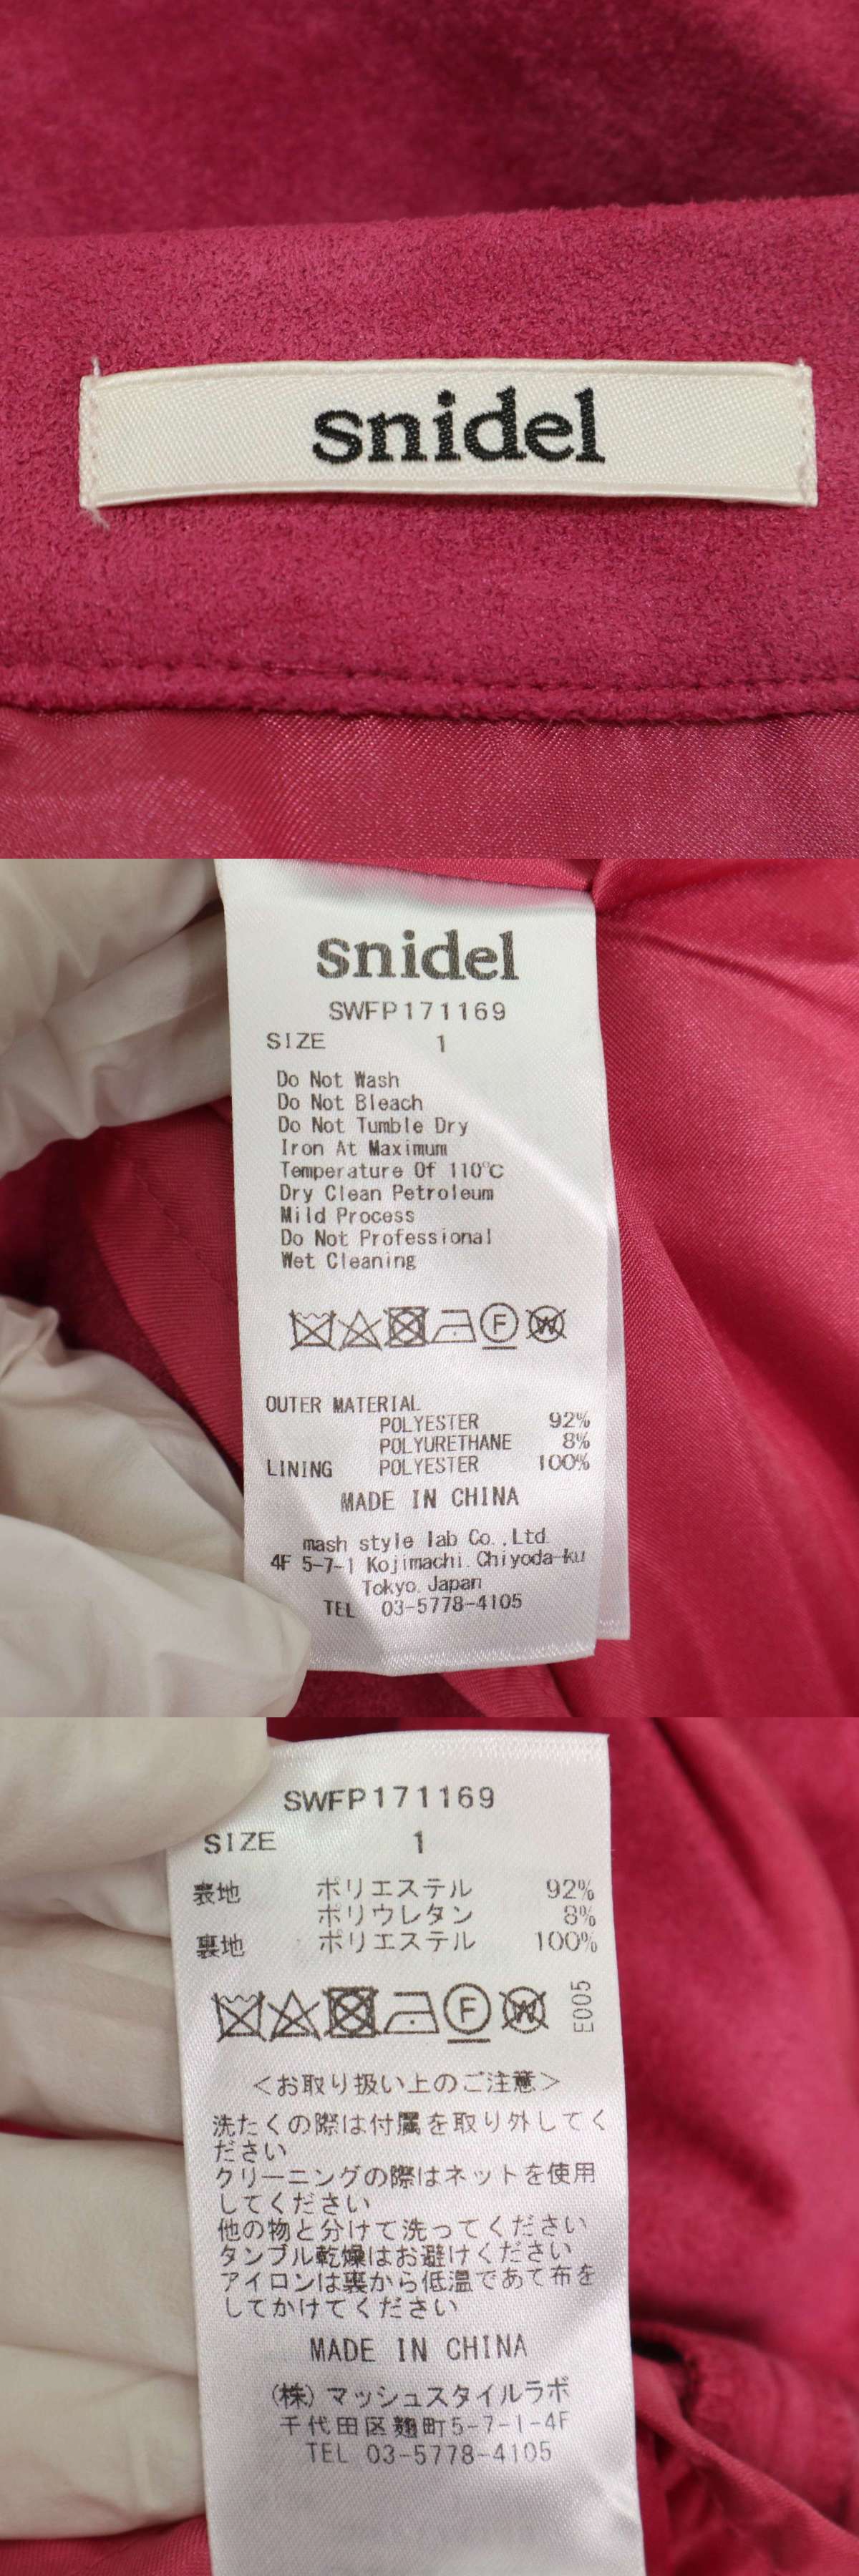 snidel
snidel
SWFP171169
SIZE 1
Do Not Wash
Do Not Bleach
Do Not Tumble Dry
Iron At Maximum
Temperature Of 110℃
Dry Clean Petroleum
Mild Process
Do Not Professional
Wet Cleaning
F W
OUTER MATERIAL
POLYESTER 92%
POLYURETHANE 8%
LINING POLYESTER 100%
MADE IN CHINA
mash style lab Co.,Ltd.
4F 5-7-1 Kojimachi.Chiyoda-ku
Tokyo.Japan
TEL 03-5778-4105
SWFP171169
SIZE 1
表地 ポリエステル 92%
ポリウレタン 8%
裏地 ポリエステル 100%
F W E005
<お取り扱い上のご注意>
洗たくの際は付属を取り外してく
ださい
クリーニングの際はネットを使用
してください
他の物と分けて洗ってください
タンブル乾燥はお避けください
アイロンは裏から低温であて布を
してかけてください
MADE IN CHINA
(株)マッシュスタイルラボ
千代田区麹町5-7-1-4F
TEL 03-5778-4105